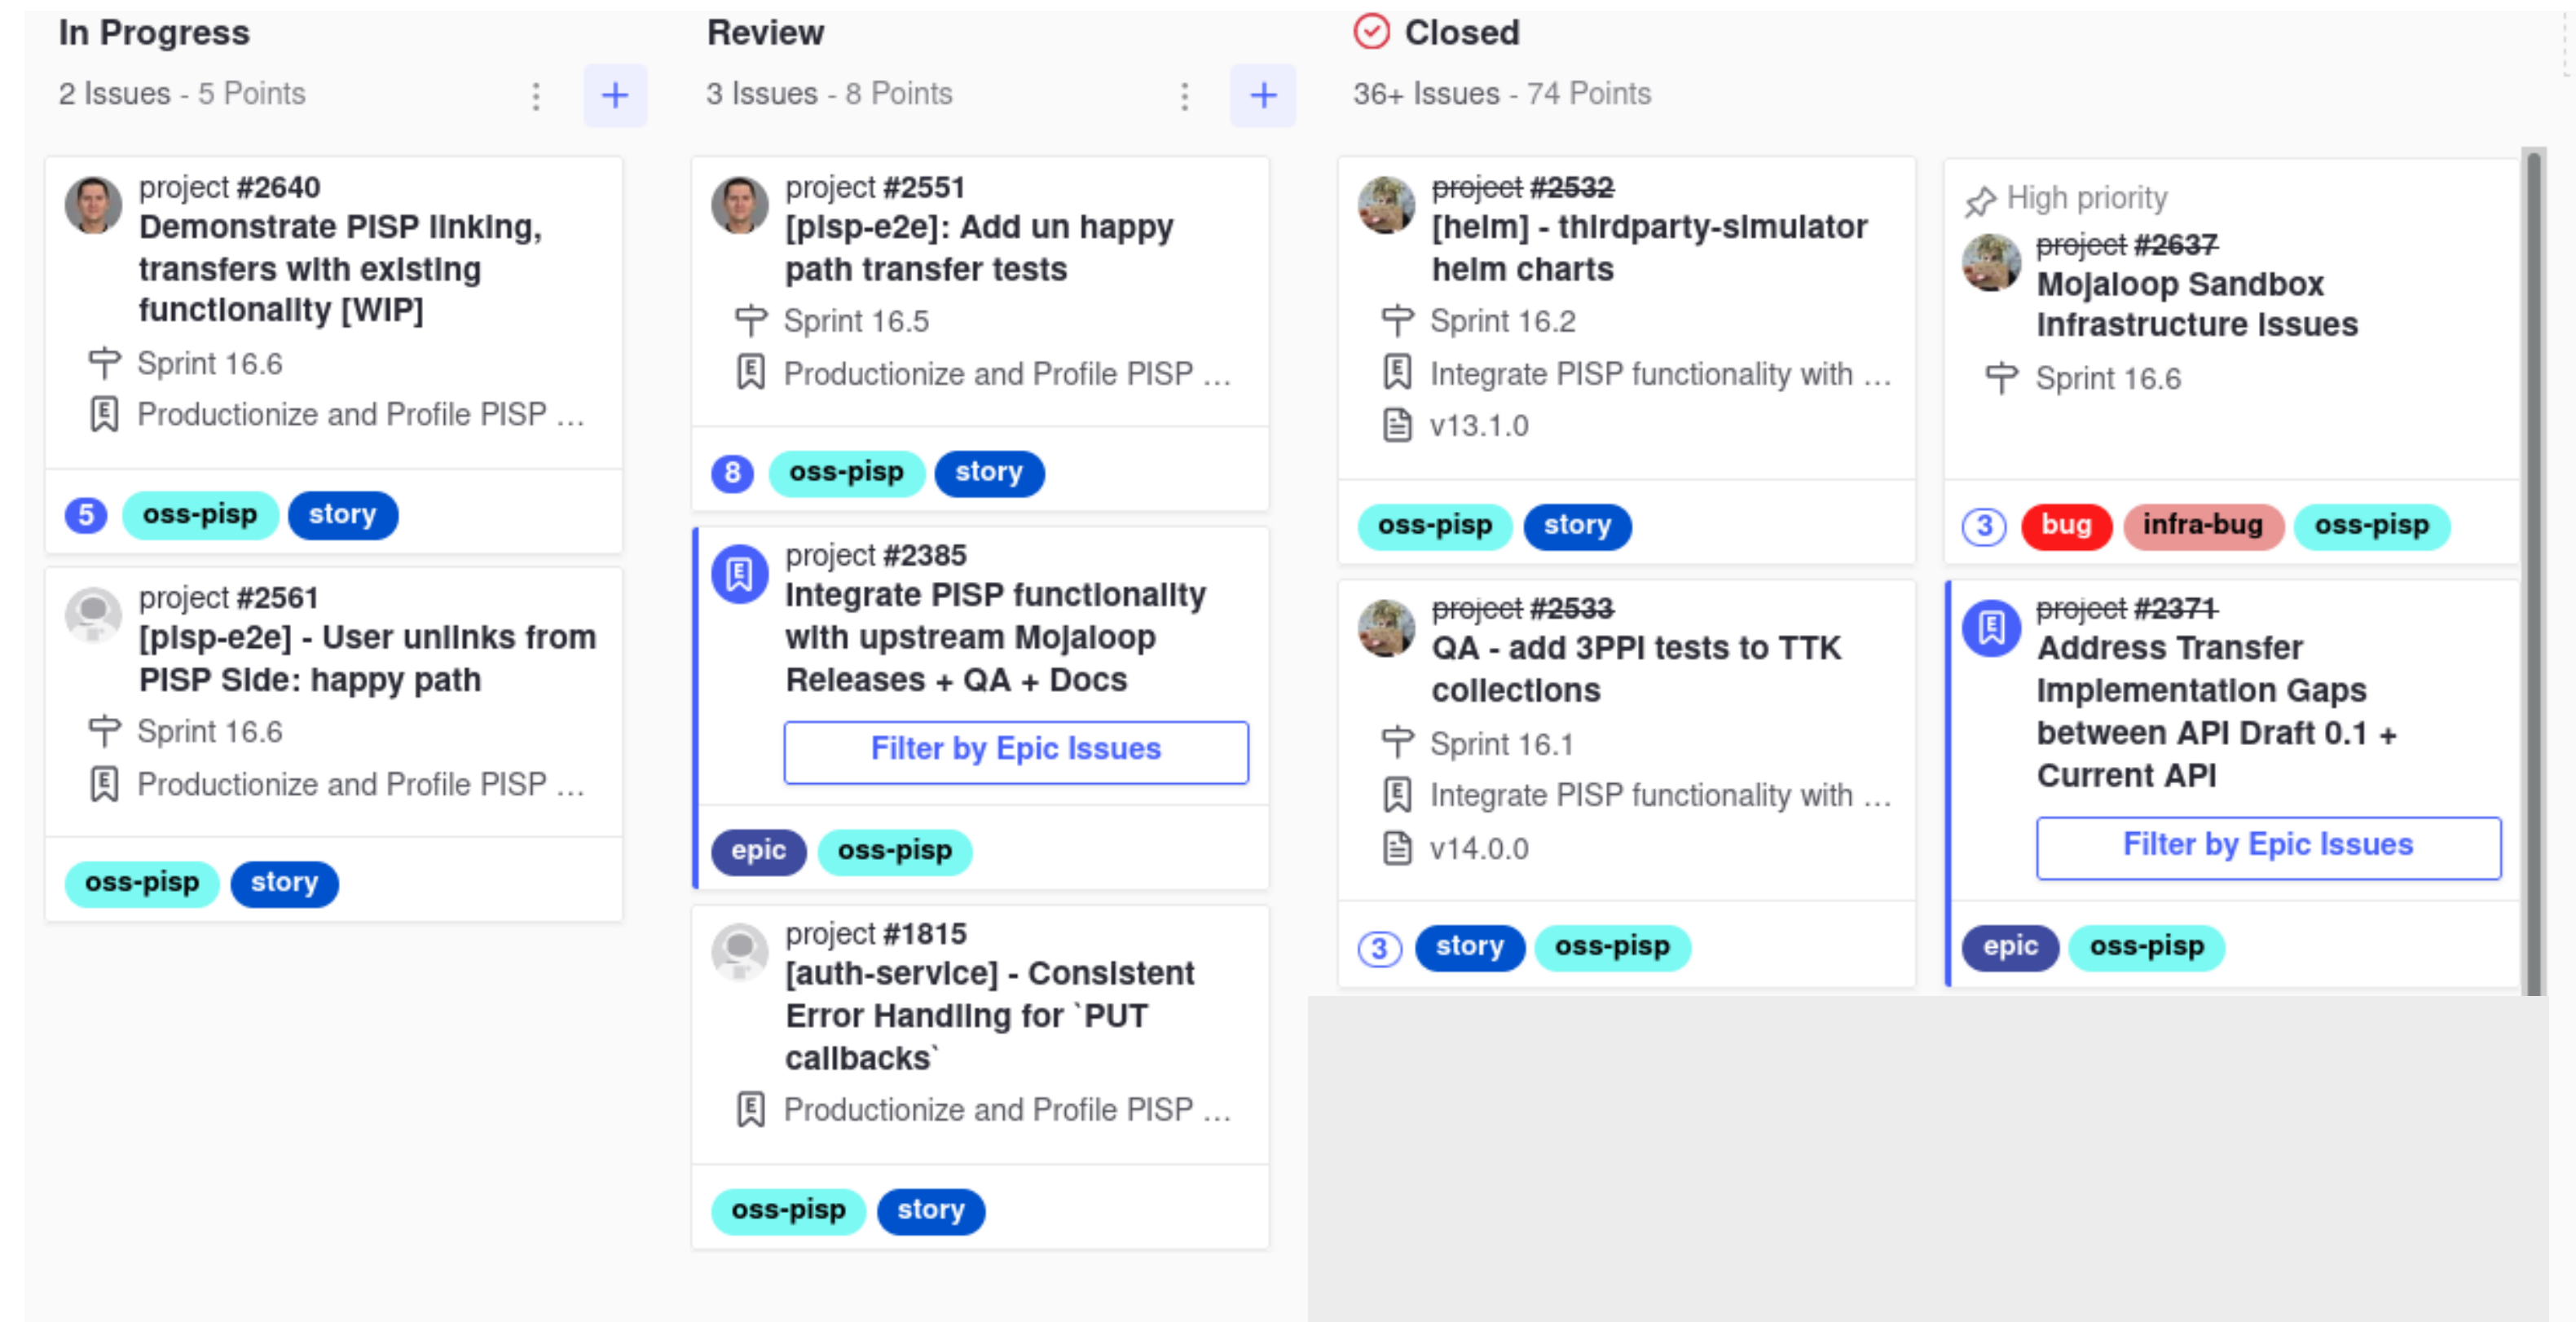 In Progress
2 Issues - 5 Points
+
project #2640
Demonstrate PISP linking,
transfers with existing
functionality [WIP]
Sprint 16.6
E
Productionize and Profile PISP ...
5 oss-pisp story
project #2561
[pisp-e2e] - User unlinks from
PISP Side: happy path
Sprint 16.6
E
Productionize and Profile PISP ...
oss-pisp story
Review
3 Issues - 8 Points
+
project #2551
[pisp-e2e]: Add un happy
path transfer tests
Sprint 16.5
E
Productionize and Profile PISP ...
8 oss-pisp story
E
project #2385
Integrate PISP functionality
with upstream Mojaloop
Releases + QA + Docs
Filter by Epic Issues
epic oss-pisp
project #1815
[auth-service] - Consistent
Error Handling for `PUT
callbacks`
E
Productionize and Profile PISP ...
oss-pisp story
Closed
36+ Issues - 74 Points
project #2532
[helm] - thirdparty-simulator
helm charts
Sprint 16.2
E
Integrate PISP functionality with ...
v13.1.0
oss-pisp story
project #2533
QA - add 3PPI tests to TTK
collections
Sprint 16.1
E
Integrate PISP functionality with ...
v14.0.0
3 story oss-pisp
High priority
project #2637
Mojaloop Sandbox
Infrastructure Issues
Sprint 16.6
3 bug infra-bug oss-pisp
E
project #2371
Address Transfer
Implementation Gaps
between API Draft 0.1 +
Current API
Filter by Epic Issues
epic oss-pisp